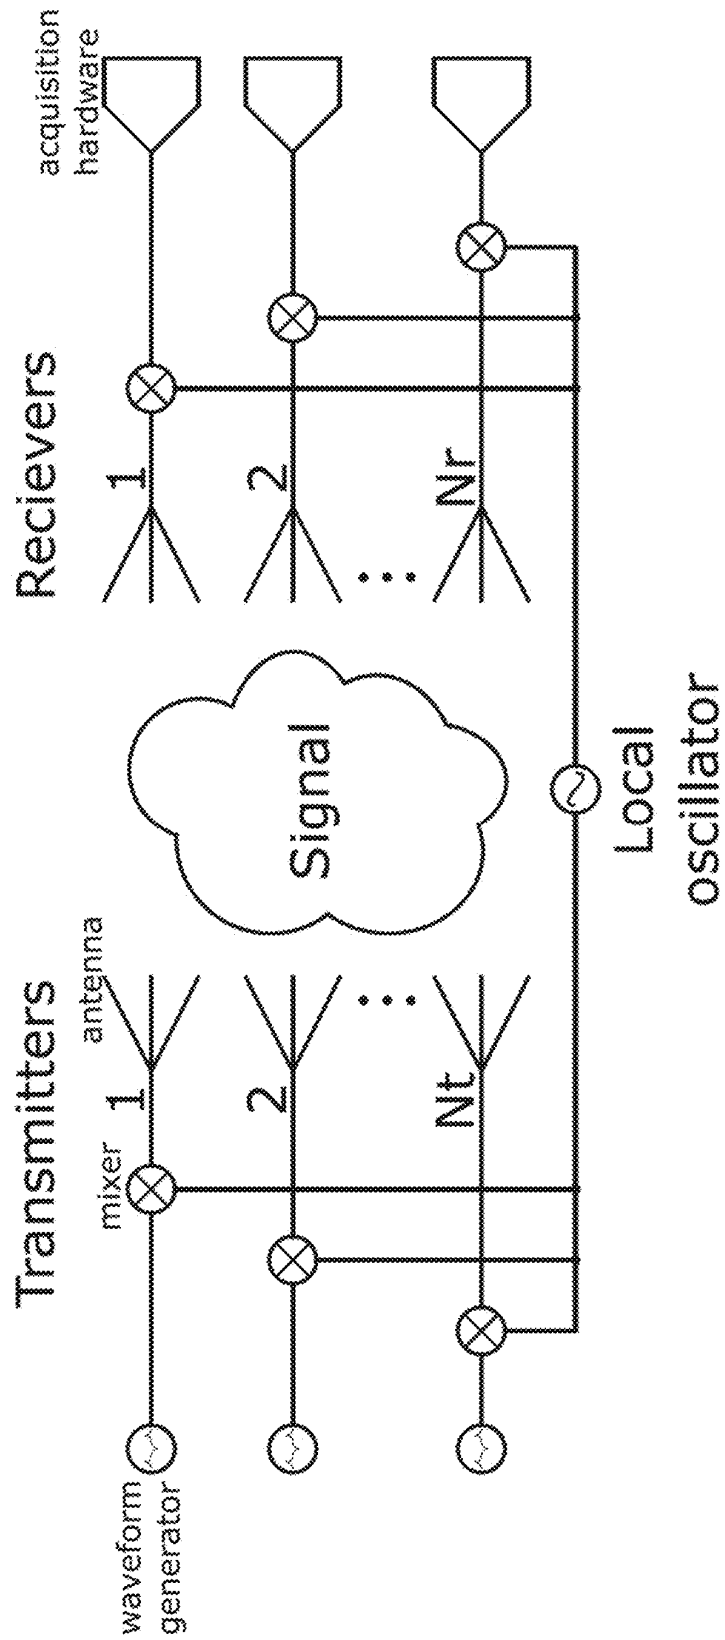 Transmitters
Recievers
acquisition
hardware
antenna
mixer
1
1
2
2
Signal
Nt
Nr
waveform
generator
Local
oscillator